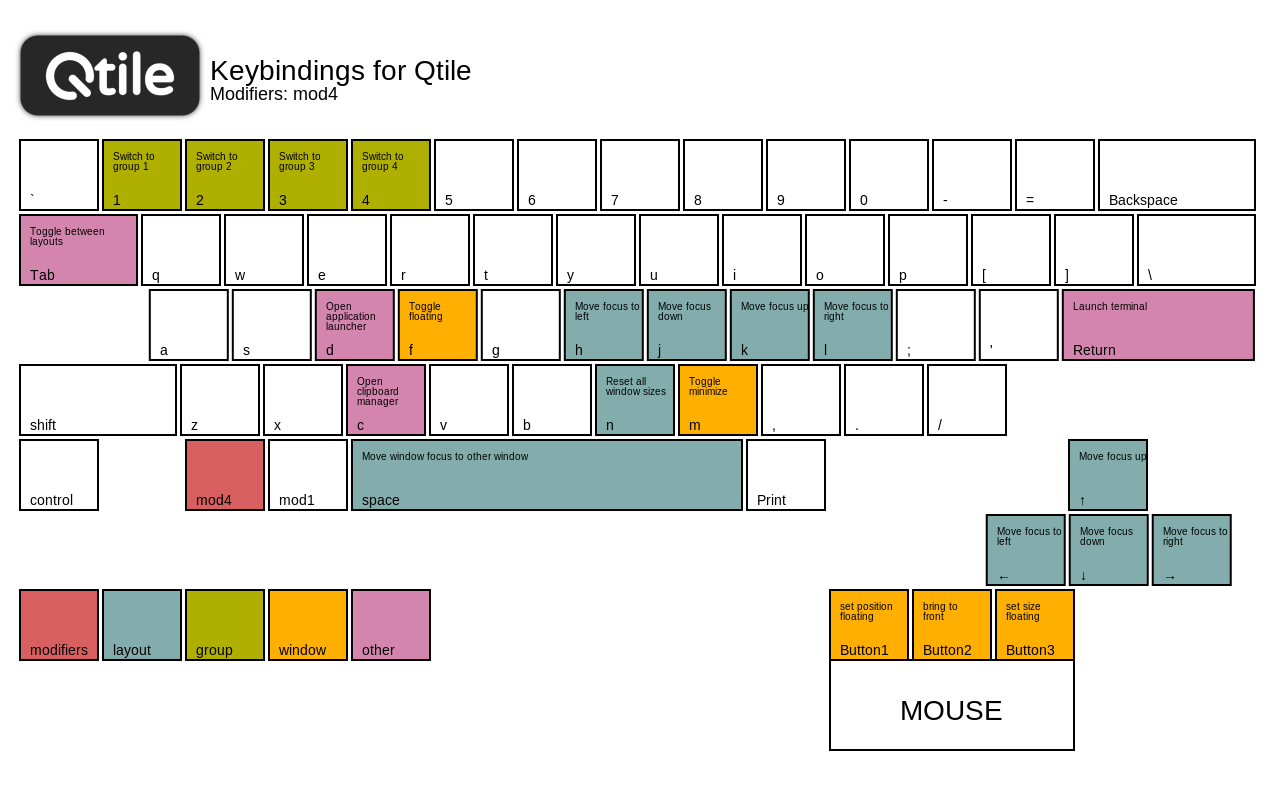 Qtile
Keybindings for Qtile
Modifiers: mod4
`
Switch to
group 1
1
Switch to
group 2
2
Switch to
group 3
3
Switch to
group 4
4
5
6
7
8
9
0
-
=
Backspace
Toggle between
layouts
Tab
q
w
e
r
t
y
u
i
o
p
[
]
\
a
s
Open
application
launcher
d
Toggle
floating
f
g
Move focus to
left
h
Move focus
down
j
Move focus up
k
Move focus to
right
l
;
'
Launch terminal
Return
shift
z
x
Open
clipboard
manager
c
v
b
Reset all
window sizes
n
Toggle
minimize
m
,
.
/
control
mod4
mod1
Move window focus to other window
space
Print
Move focus up
↑
Move focus to
left
←
Move focus
down
↓
Move focus to
right
→
modifiers
layout
group
window
other
set position
floating
Button1
bring to
front
Button2
set size
floating
Button3
MOUSE